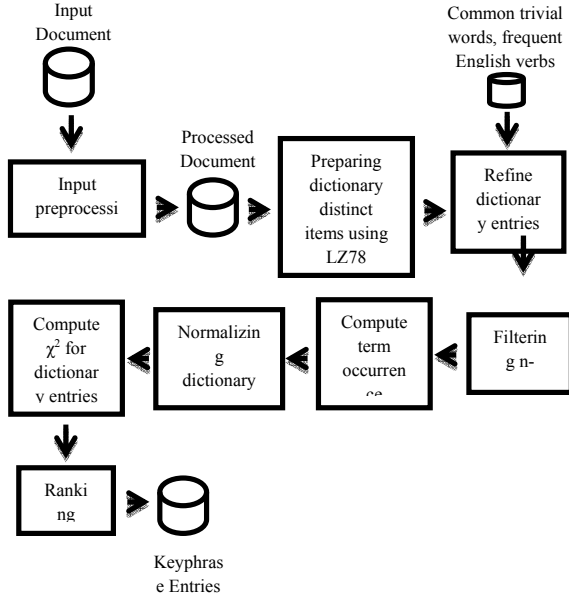 Input
Document
Common trivial
words, frequent
English verbs
Input
preprocessi
Processed
Document
Preparing
dictionary
distinct
items using
LZ78
Refine
dictionar
y entries
Compute
χ² for
dictionar
y entries
Normalizin
g
dictionary
Compute
term
occurren
ce
Filterin
g n-
Ranki
ng
Keyphras
e Entries